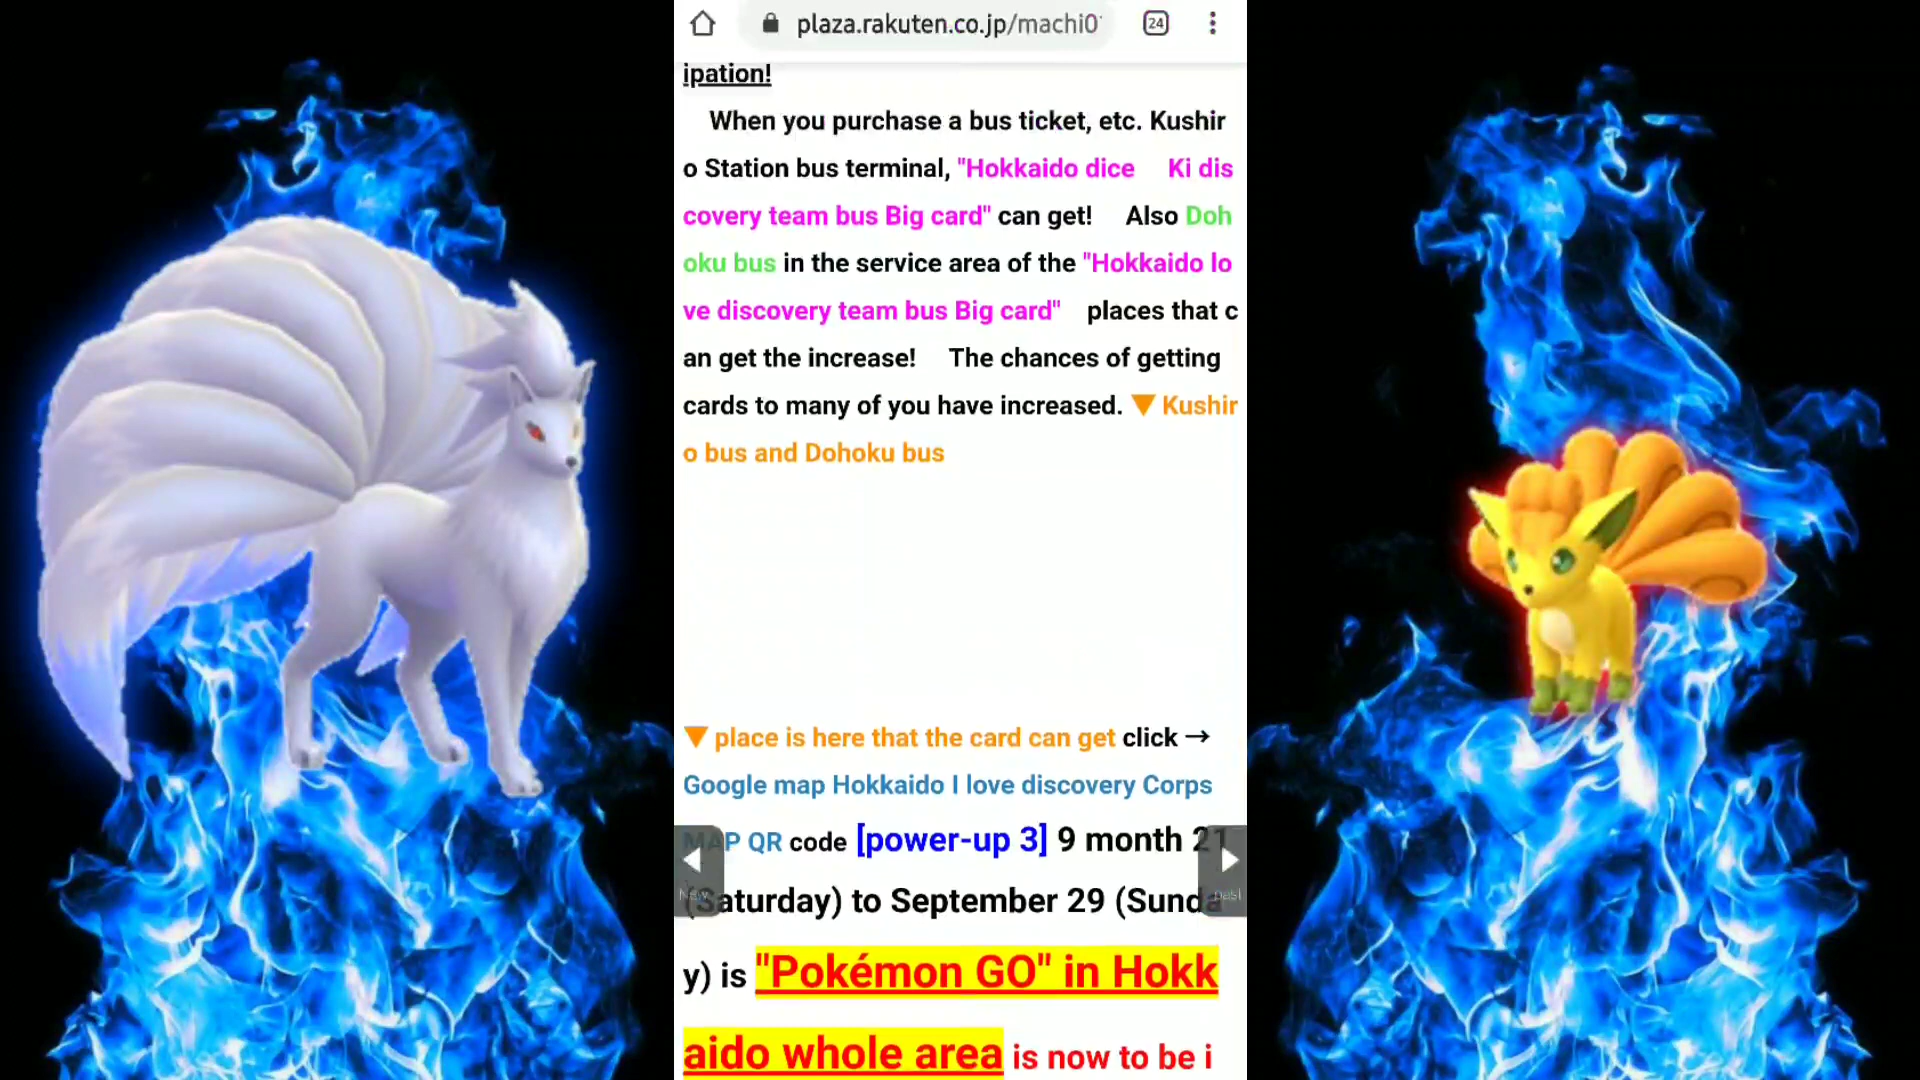 plaza.rakuten.co.jp/machi0
24
ipation!
When you purchase a bus ticket, etc. Kushir
o Station bus terminal, "Hokkaido dice Ki dis
covery team bus Big card" can get! Also Doh
oku bus in the service area of the "Hokkaido lo
ve discovery team bus Big card" places that c
an get the increase! The chances of getting
cards to many of you have increased. ▼ Kushir
o bus and Dohoku bus
▼ place is here that the card can get click →
Google map Hokkaido I love discovery Corps
MAP QR code [power-up 3] 9 month 21
(Saturday) to September 29 (Sunda
y) is "Pokémon GO" in Hokk
aido whole area is now to be i